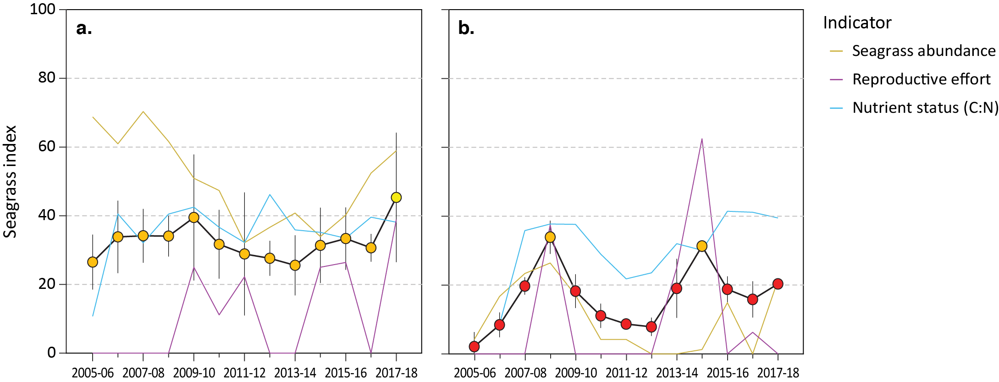 100
80
60
40
20
0
Seagrass index
a.
2005-06 2007-08 2009-10 2011-12 2013-14 2015-16 2017-18
b.
2005-06 2007-08 2009-10 2011-12 2013-14 2015-16 2017-18
Indicator
Seagrass abundance
Reproductive effort
Nutrient status (C:N)